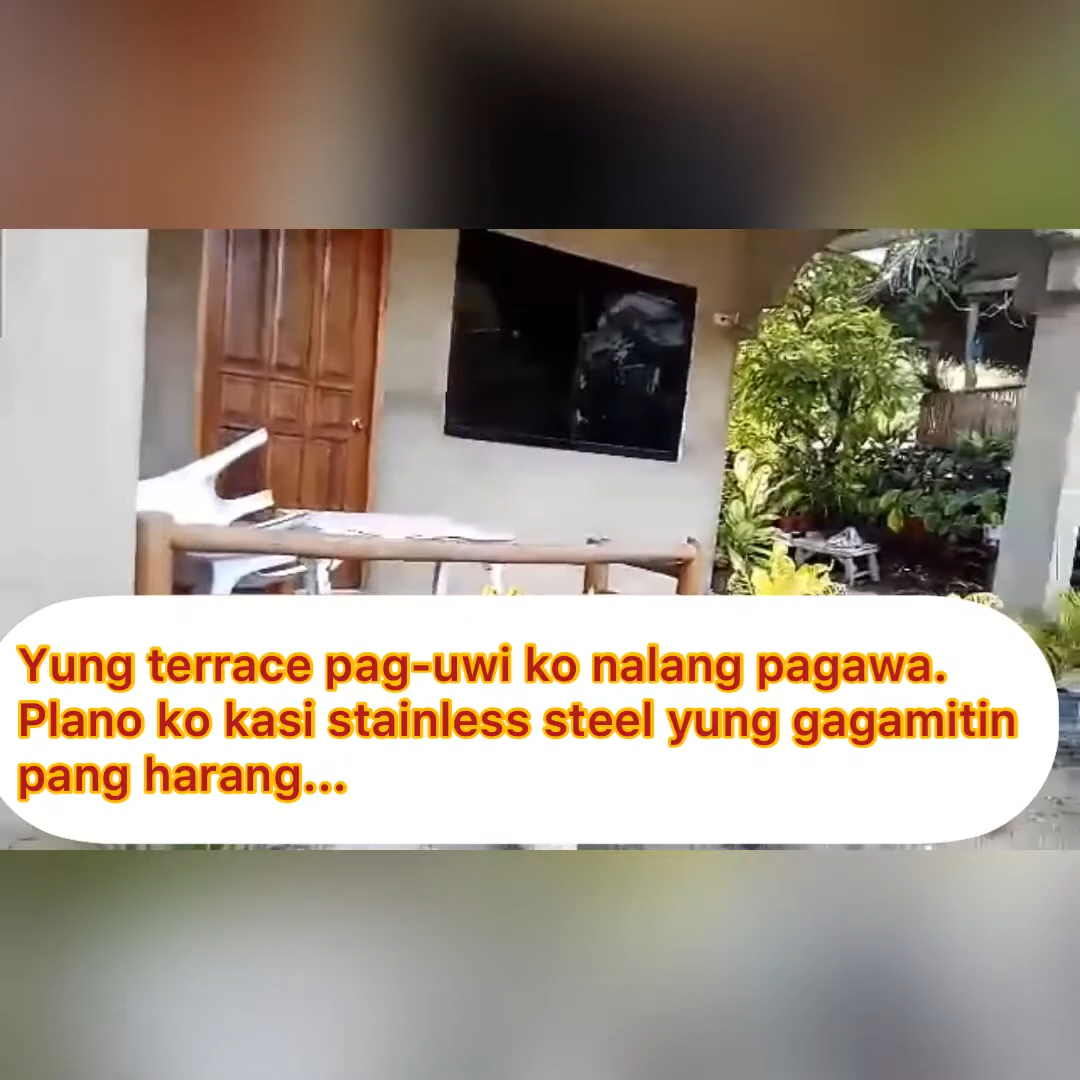 Yung terrace pag-uwi ko nalang pagawa.
Plano ko kasi stainless steel yung gagamitin
pang harang...